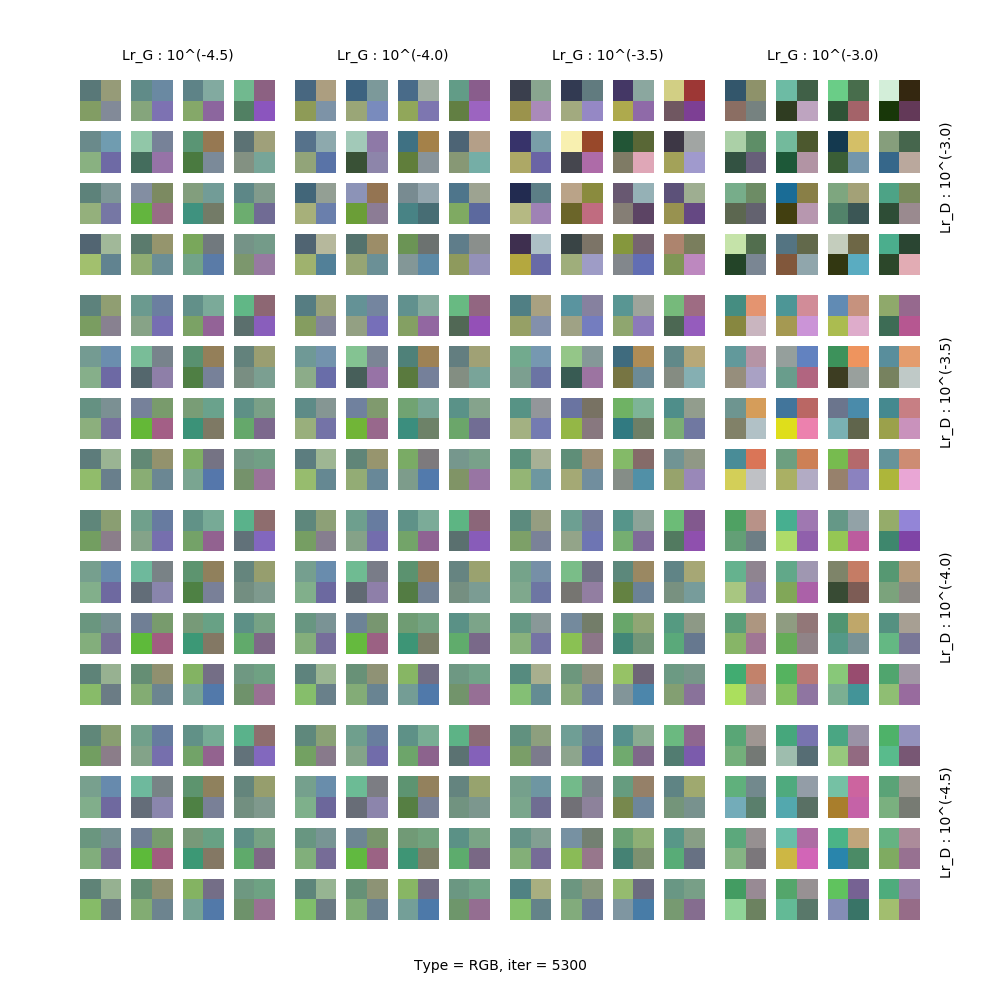 Lr_G : 10^(-4.5)
Lr_G : 10^(-4.0)
Lr_G : 10^(-3.5)
Lr_G : 10^(-3.0)
Lr_D : 10^(-3.0)
Lr_D : 10^(-3.5)
Lr_D : 10^(-4.0)
Lr_D : 10^(-4.5)
Type = RGB, iter = 5300